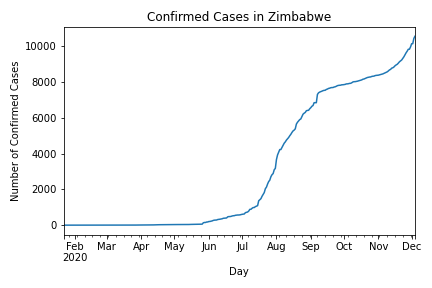 Confirmed Cases in Zimbabwe
Number of Confirmed Cases
10000
8000
6000
4000
2000
0
Feb Mar Apr May Jun Jul Aug Sep Oct Nov Dec
2020
Day